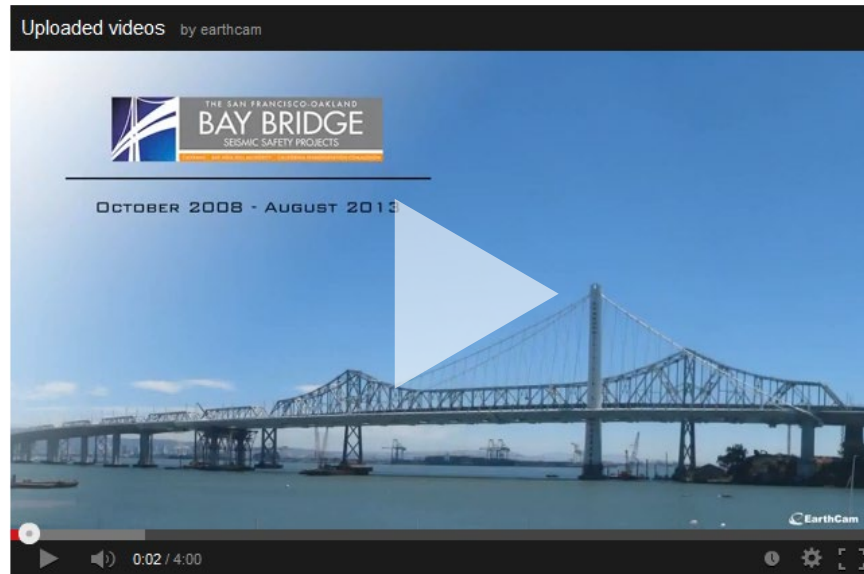 Uploaded videos by earthcam
THE SAN FRANCISCO-OAKLAND
BAY BRIDGE
SEISMIC SAFETY PROJECTS
OCTOBER 2008 - AUGUST 2013
EarthCam
0:02 / 4:00